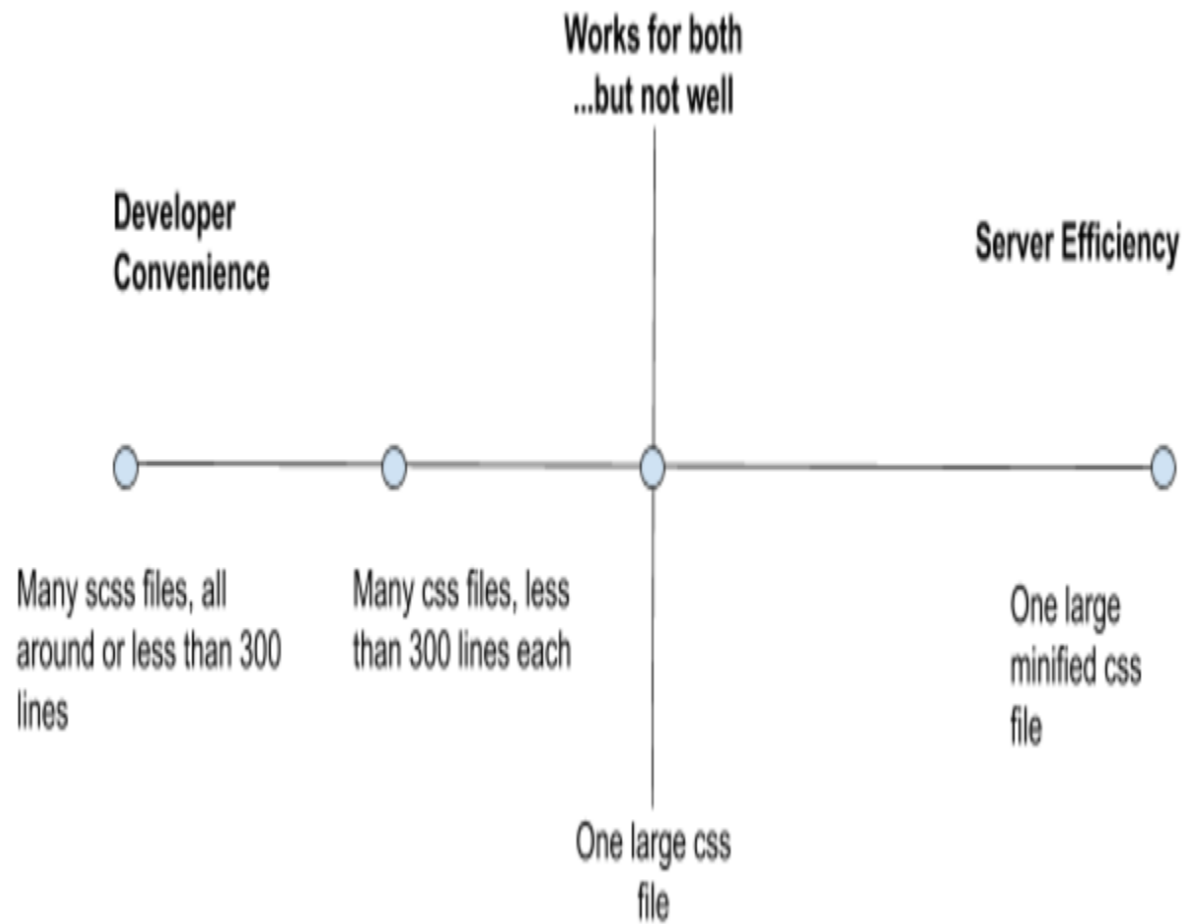 Works for both
...but not well
Developer
Convenience
Server Efficiency
Many scss files, all
around or less than 300
lines
Many css files, less
than 300 lines each
One large
minified css
file
One large css
file